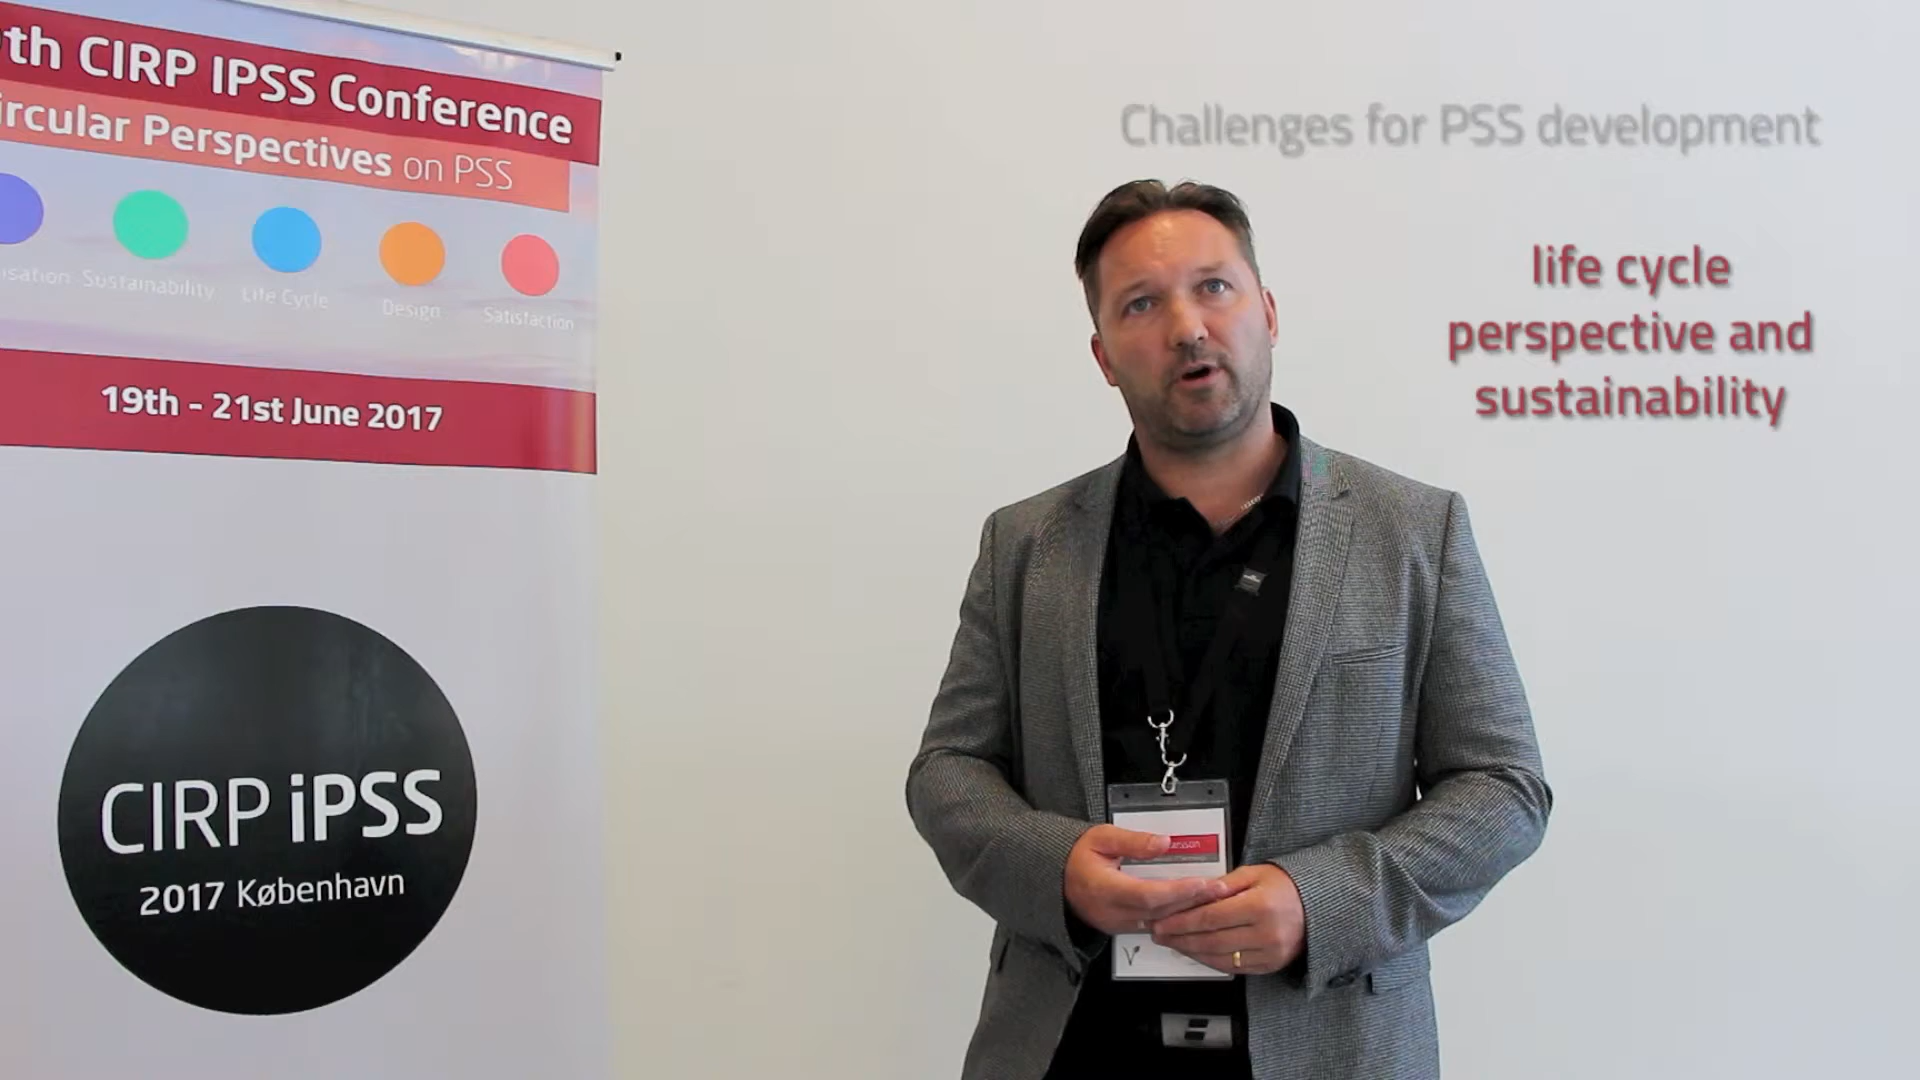 th CIRP IPSS Conference
ircular Perspectives on PSS
isation Sustainability Life Cycle Design Satisfaction
19th - 21st June 2017
CIRP iPSS
2017 København
Challenges for PSS development
life cycle
perspective and
sustainability